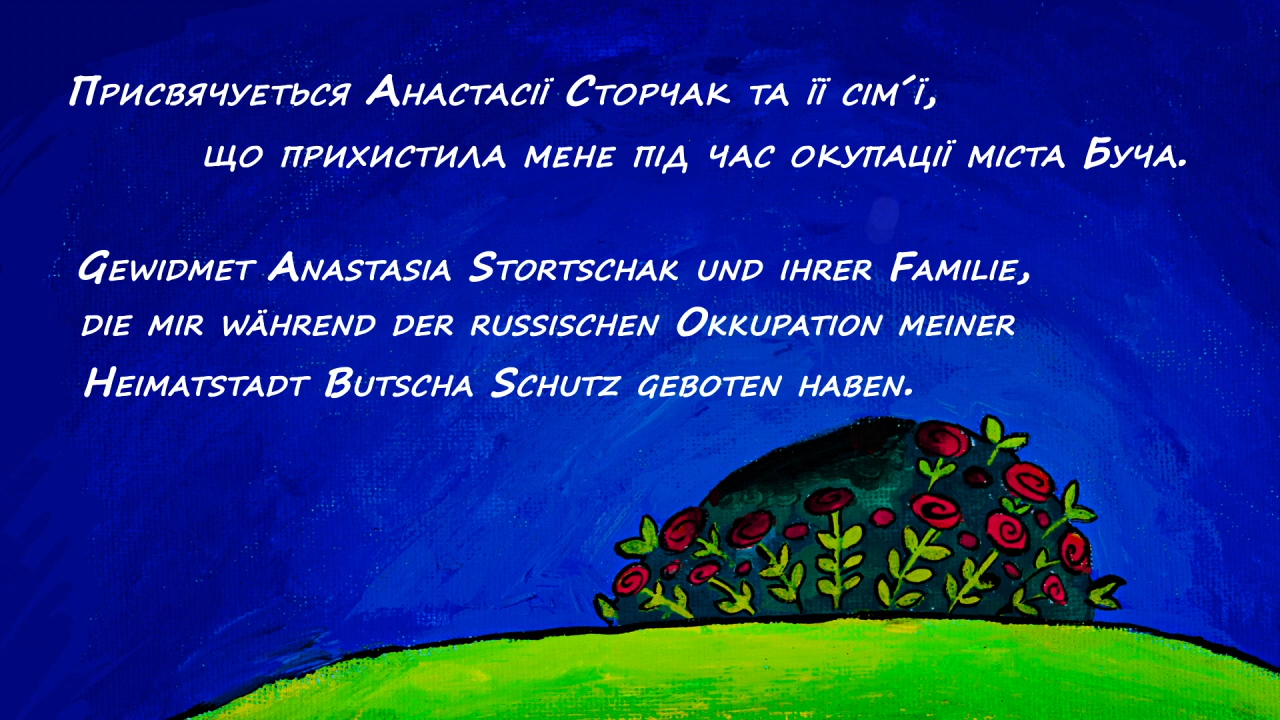 Присвячуеться Анастасії Сторчак та її сім´ї,
що прихистила мене під час окупації міста Буча.
Gewidmet Anastasia Stortschak und ihrer Familie,
die mir während der russischen Okkupation meiner
Heimatstadt Butscha Schutz geboten haben.